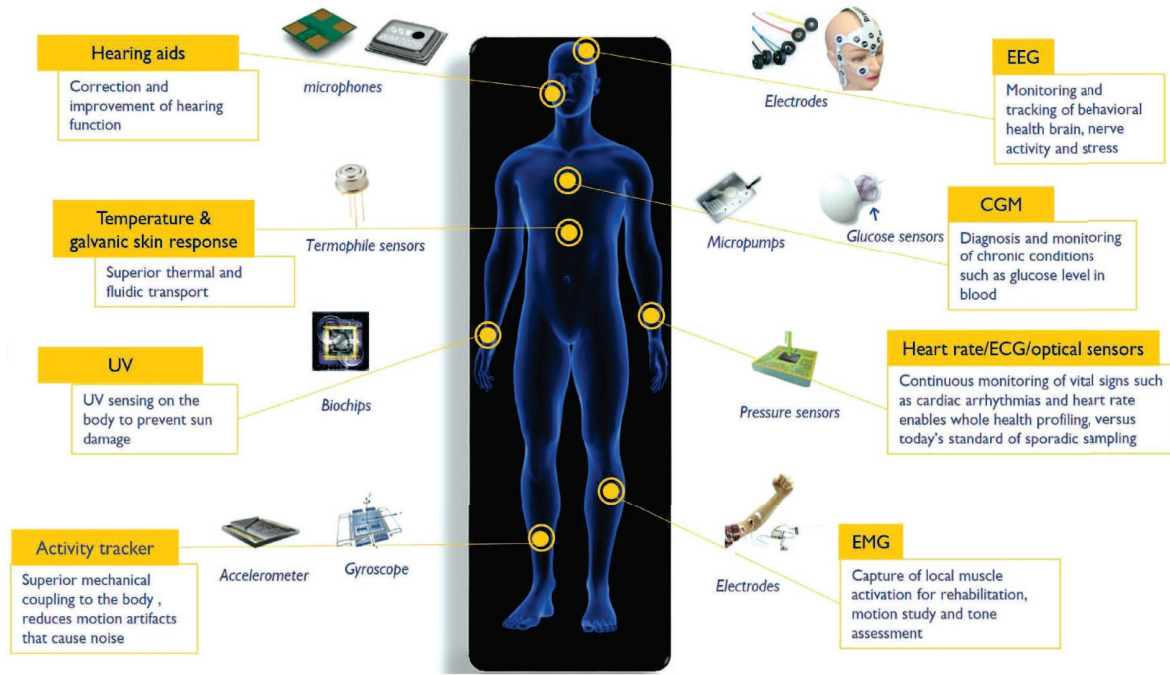 Hearing aids
Correction and
improvement of hearing
function
microphones
Temperature &
galvanic skin response
Superior thermal and
fluidic transport
Termophile sensors
UV
UV sensing on the
body to prevent sun
damage
Biochips
Activity tracker
Superior mechanical
coupling to the body ,
reduces motion artifacts
that cause noise
Accelerometer
Gyroscope
Electrodes
EEG
Monitoring and
tracking of behavioral
health brain, nerve
activity and stress
Micropumps
Glucose sensors
CGM
Diagnosis and monitoring
of chronic conditions
such as glucose level in
blood
Pressure sensors
Heart rate/ECG/optical sensors
Continuous monitoring of vital signs such
as cardiac arrhythmias and heart rate
enables whole health profiling, versus
today's standard of sporadic sampling
Electrodes
EMG
Capture of local muscle
activation for rehabilitation,
motion study and tone
assessment